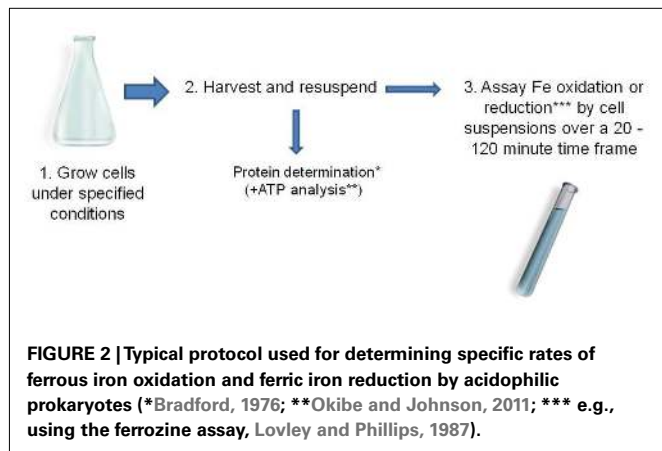 2. Harvest and resuspend
3. Assay Fe oxidation or
reduction*** by cell
suspensions over a 20 -
120 minute time frame
1. Grow cells
under specified
conditions
Protein determination*
(+ATP analysis**)
FIGURE 2 | Typical protocol used for determining specific rates of
ferrous iron oxidation and ferric iron reduction by acidophilic
prokaryotes (*Bradford, 1976; **Okibe and Johnson, 2011; *** e.g.,
using the ferrozine assay, Lovley and Phillips, 1987).